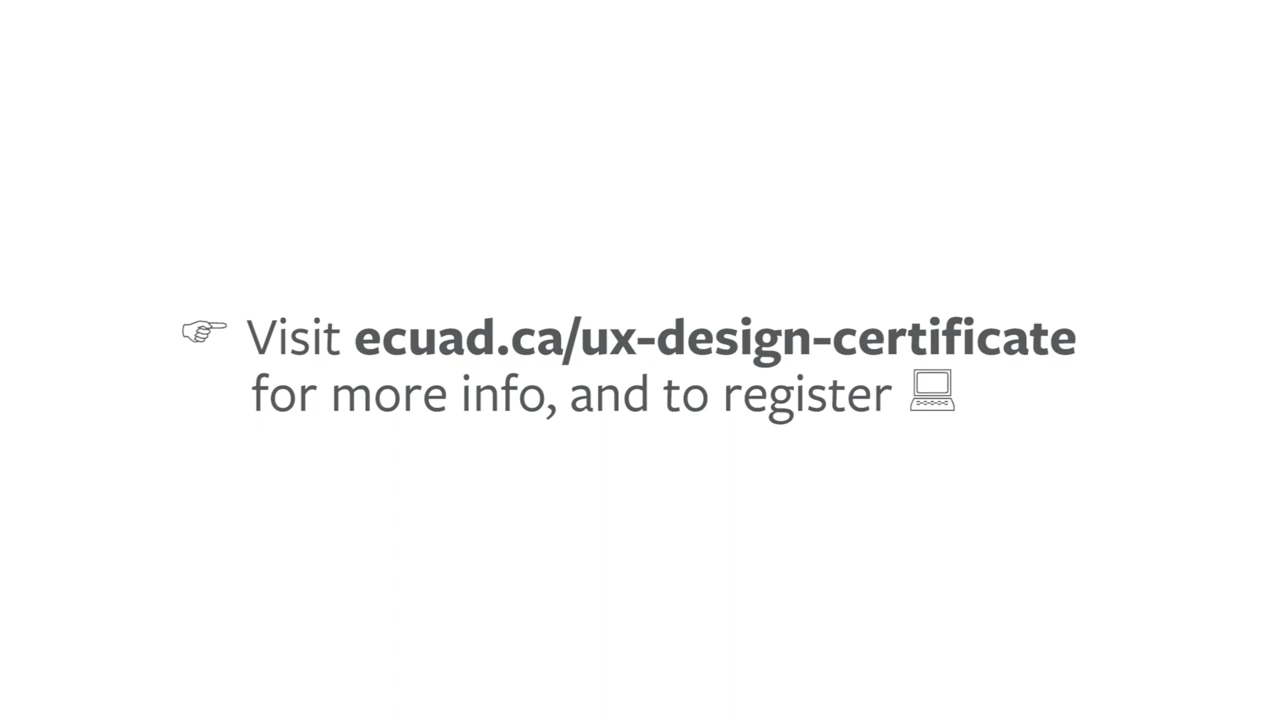 ☞ Visit ecuad.ca/ux-design-certificate
for more info, and to register 💻